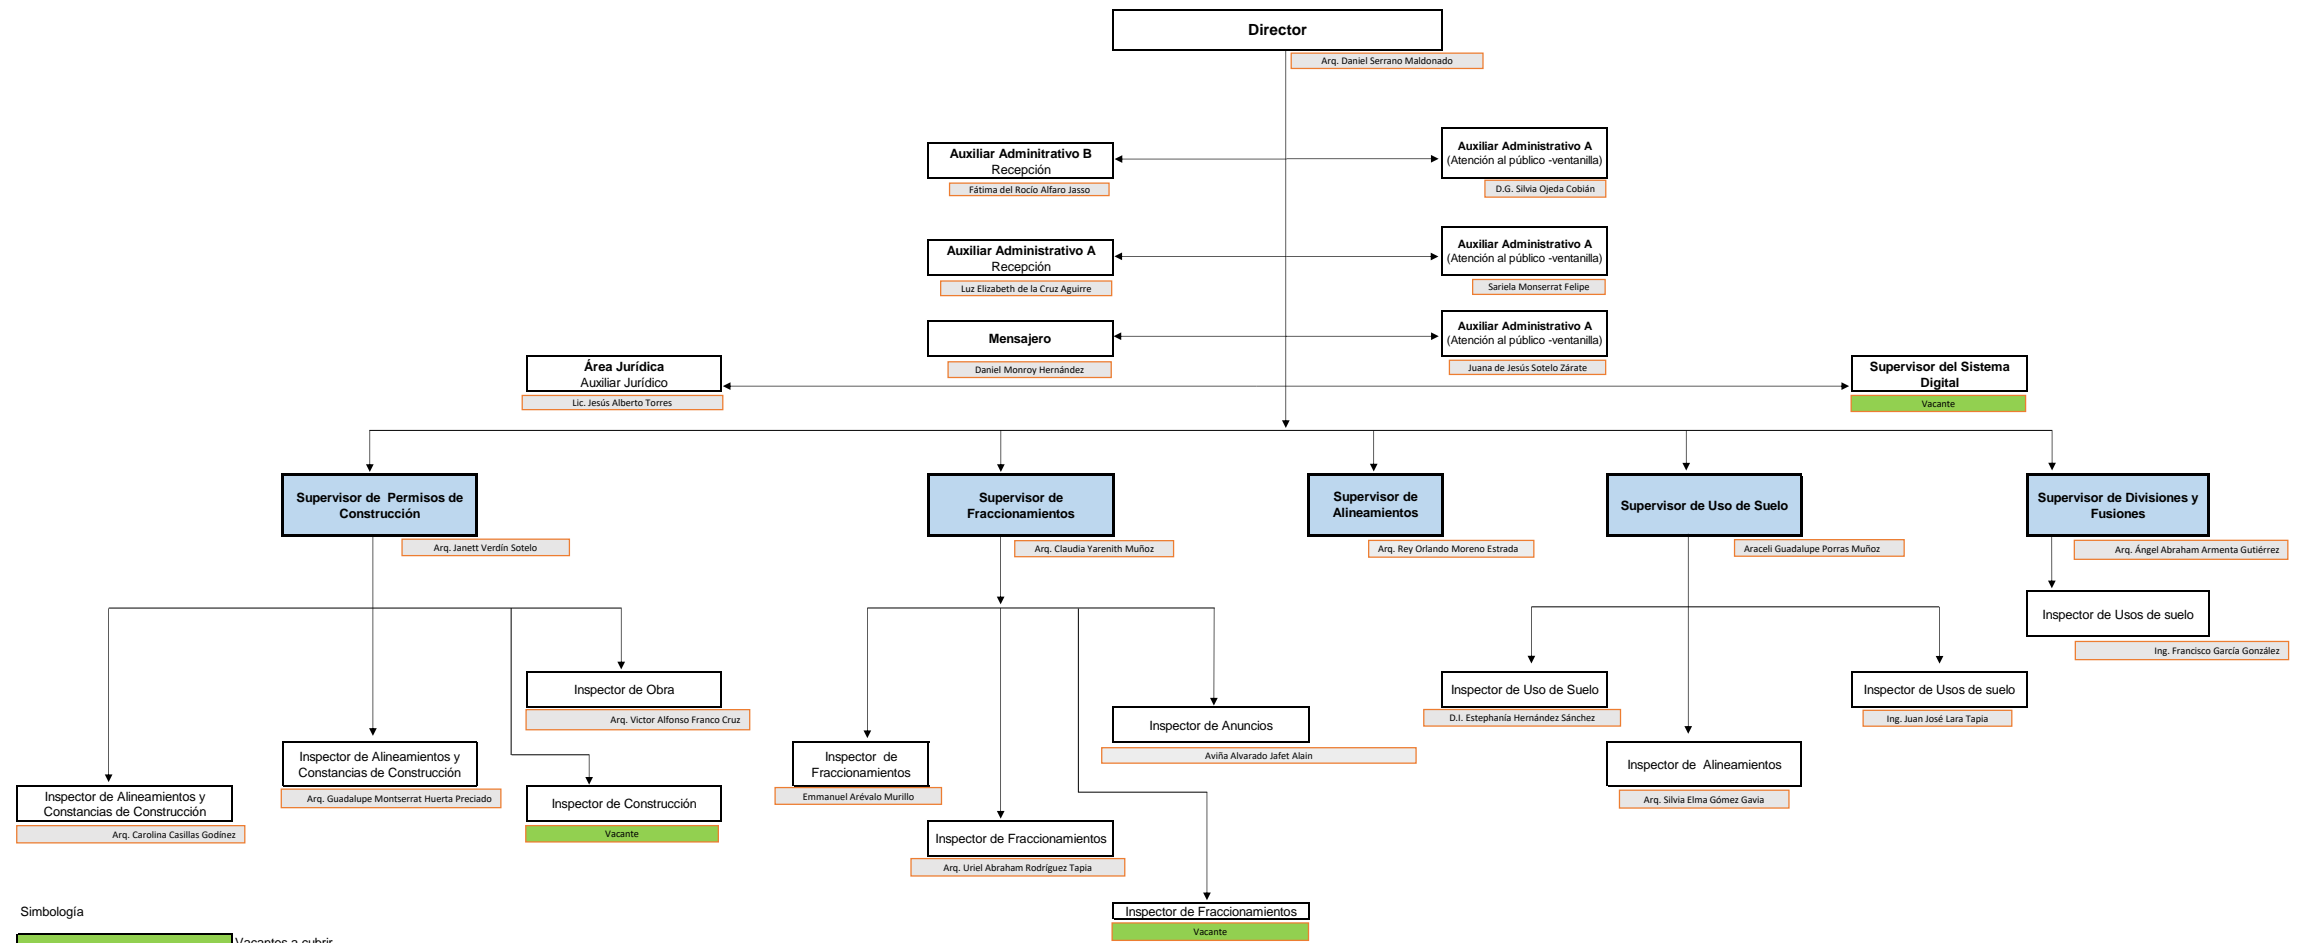 Director
Arq. Daniel Serrano Maldonado
Auxiliar Adminitrativo B
Recepción
Fátima del Rocío Alfaro Jasso
Auxiliar Administrativo A
(Atención al público -ventanilla)
D.G. Silvia Ojeda Cobián
Auxiliar Administrativo A
Recepción
Luz Elizabeth de la Cruz Aguirre
Auxiliar Administrativo A
(Atención al público -ventanilla)
Sariela Monserrat Felipe
Mensajero
Daniel Monroy Hernández
Auxiliar Administrativo A
(Atención al público -ventanilla)
Juana de Jesús Sotelo Zárate
Área Jurídica
Auxiliar Jurídico
Lic. Jesús Alberto Torres
Supervisor del Sistema
Digital
Vacante
Supervisor de Permisos de
Construcción
Arq. Janett Verdín Sotelo
Supervisor de
Fraccionamientos
Arq. Claudia Yarenith Muñoz
Supervisor de
Alineamientos
Arq. Rey Orlando Moreno Estrada
Supervisor de Uso de Suelo
Araceli Guadalupe Porras Muñoz
Supervisor de Divisiones y
Fusiones
Arq. Ángel Abraham Armenta Gutiérrez
Inspector de Usos de suelo
Ing. Francisco García González
Inspector de Obra
Arq. Victor Alfonso Franco Cruz
Inspector de Alineamientos y
Constancias de Construcción
Arq. Guadalupe Montserrat Huerta Preciado
Inspector de Alineamientos y
Constancias de Construcción
Arq. Carolina Casillas Godínez
Inspector de Construcción
Vacante
Inspector de
Fraccionamientos
Emmanuel Arévalo Murillo
Inspector de Anuncios
Aviña Alvarado Jafet Alain
Inspector de Fraccionamientos
Arq. Uriel Abraham Rodríguez Tapia
Inspector de Fraccionamientos
Vacante
Inspector de Uso de Suelo
D.I. Estephanía Hernández Sánchez
Inspector de Alineamientos
Arq. Silvia Elma Gómez Gavia
Inspector de Usos de suelo
Ing. Juan José Lara Tapia
Simbología
Vacantes a cubrir